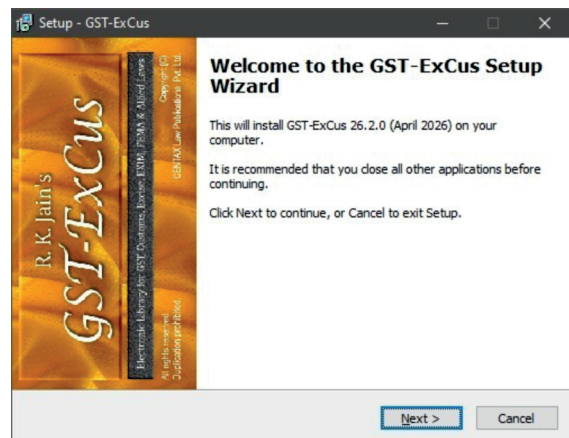 Setup - GST-ExCus
R. K. Jain's
GST-ExCus
Electronic Library for GST, Customs, Excise, EXIM, FEMA & Allied Laws
All rights reserved.
Duplication prohibited.
Copyright (C)
CENTAX Law Publications Pvt. Ltd.
Welcome to the GST-ExCus Setup
Wizard
This will install GST-ExCus 26.2.0 (April 2026) on your
computer.
It is recommended that you close all other applications before
continuing.
Click Next to continue, or Cancel to exit Setup.
Next >
Cancel